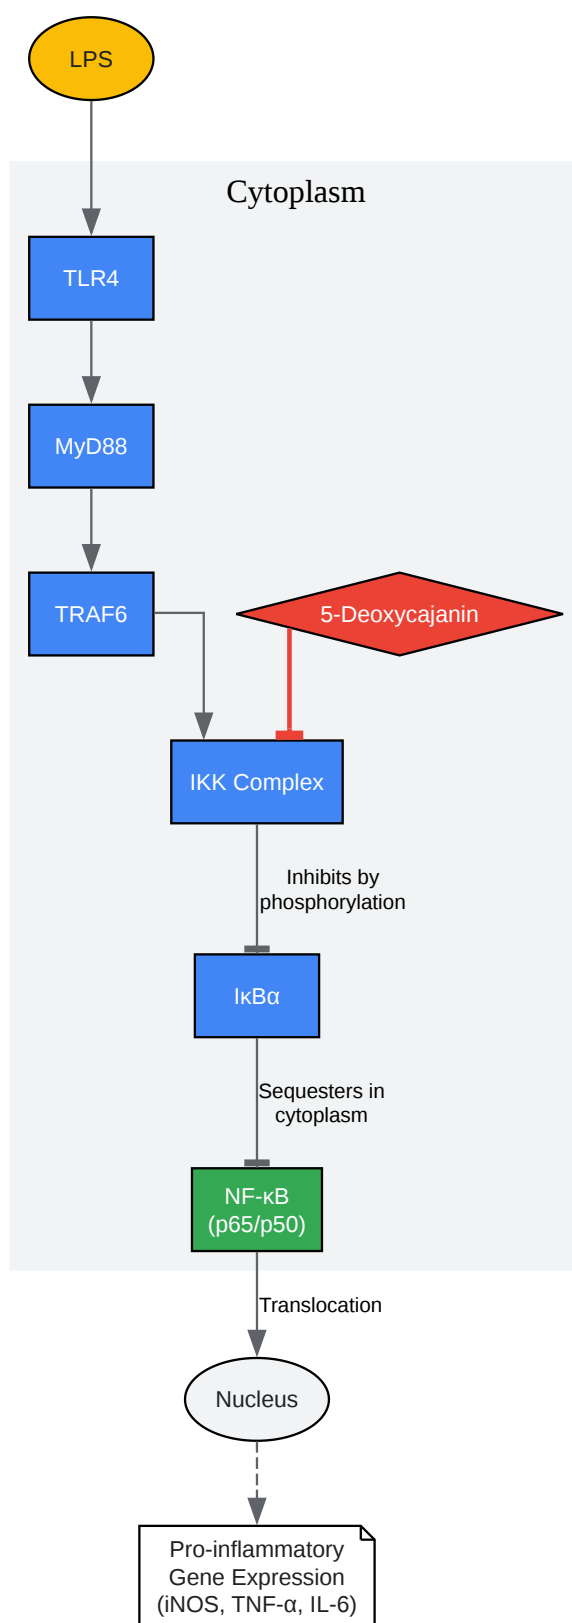 LPS
Cytoplasm
TLR4
MyD88
TRAF6
5-Deoxycajanin
IKK Complex
Inhibits by
phosphorylation
IκBα
Sequesters in
cytoplasm
NF-κB
(p65/p50)
Translocation
Nucleus
Pro-inflammatory
Gene Expression
(iNOS, TNF-α, IL-6)